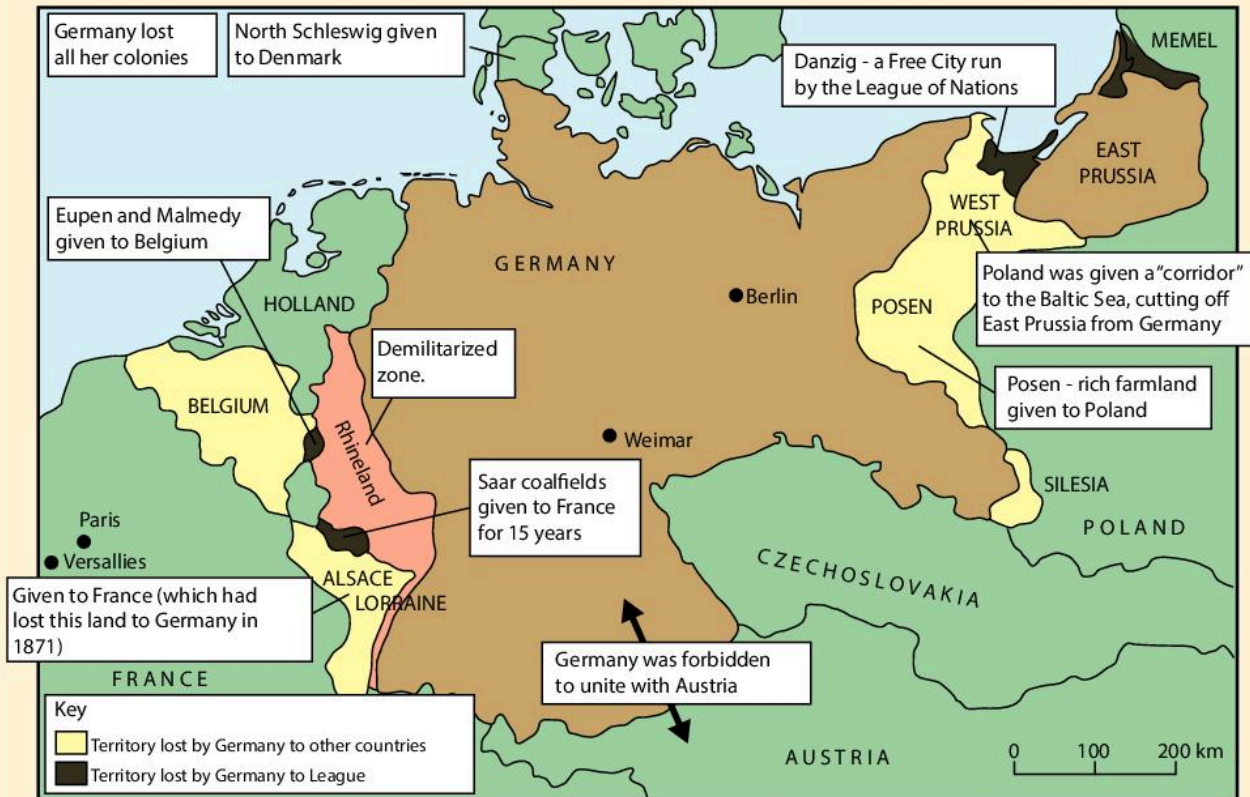 Germany lost
all her colonies
North Schleswig given
to Denmark
Danzig - a Free City run
by the League of Nations
MEMEL
EAST
PRUSSIA
WEST
PRUSSIA
Eupen and Malmedy
given to Belgium
GERMANY
HOLLAND
Berlin
POSEN
Poland was given a "corridor"
to the Baltic Sea, cutting off
East Prussia from Germany
Demilitarized
zone.
Posen - rich farmland
given to Poland
BELGIUM
Rhineland
Weimar
Saar coalfields
given to France
for 15 years
SILESIA
POLAND
Paris
Versallies
CZECHOSLOVAKIA
ALSACE
LORRAINE
Given to France (which had
lost this land to Germany in
1871)
Germany was forbidden
to unite with Austria
FRANCE
AUSTRIA
Key
Territory lost by Germany to other countries
Territory lost by Germany to League
0 100 200 km